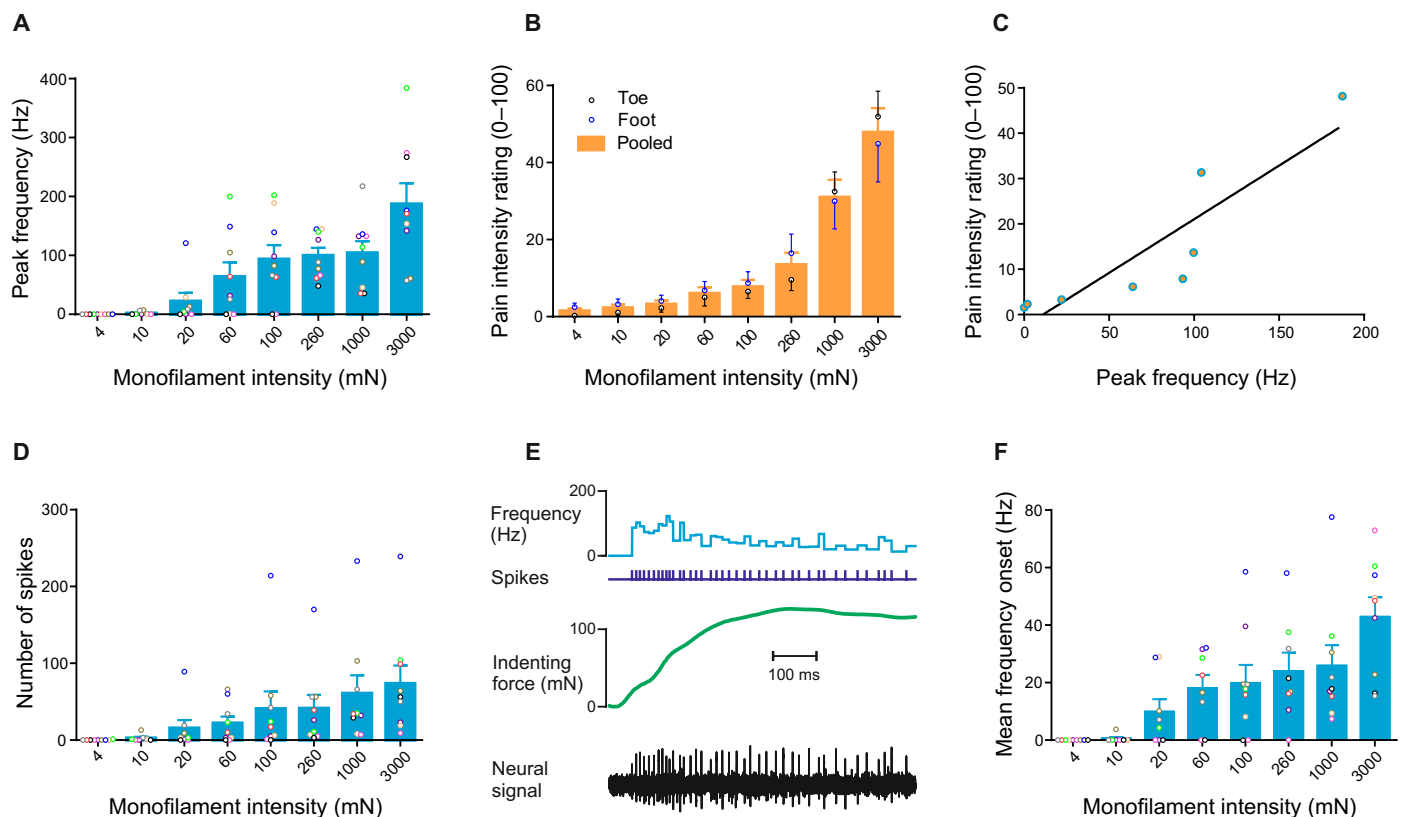 A
Peak frequency (Hz)
400
300
200
100
0
4
10
20
60
100
260
1000
3000
Monofilament intensity (mN)
B
Pain intensity rating (0–100)
60
40
20
0
Toe
Foot
Pooled
4
10
20
60
100
260
1000
3000
Monofilament intensity (mN)
C
Pain intensity rating (0–100)
50
40
30
20
10
0
0
50
100
150
200
Peak frequency (Hz)
D
Number of spikes
300
200
100
0
4
10
20
60
100
260
1000
3000
Monofilament intensity (mN)
E
Frequency
(Hz)
200
0
Spikes
Indenting
force (mN)
100
0
100 ms
Neural
signal
F
Mean frequency onset (Hz)
80
60
40
20
0
4
10
20
60
100
260
1000
3000
Monofilament intensity (mN)